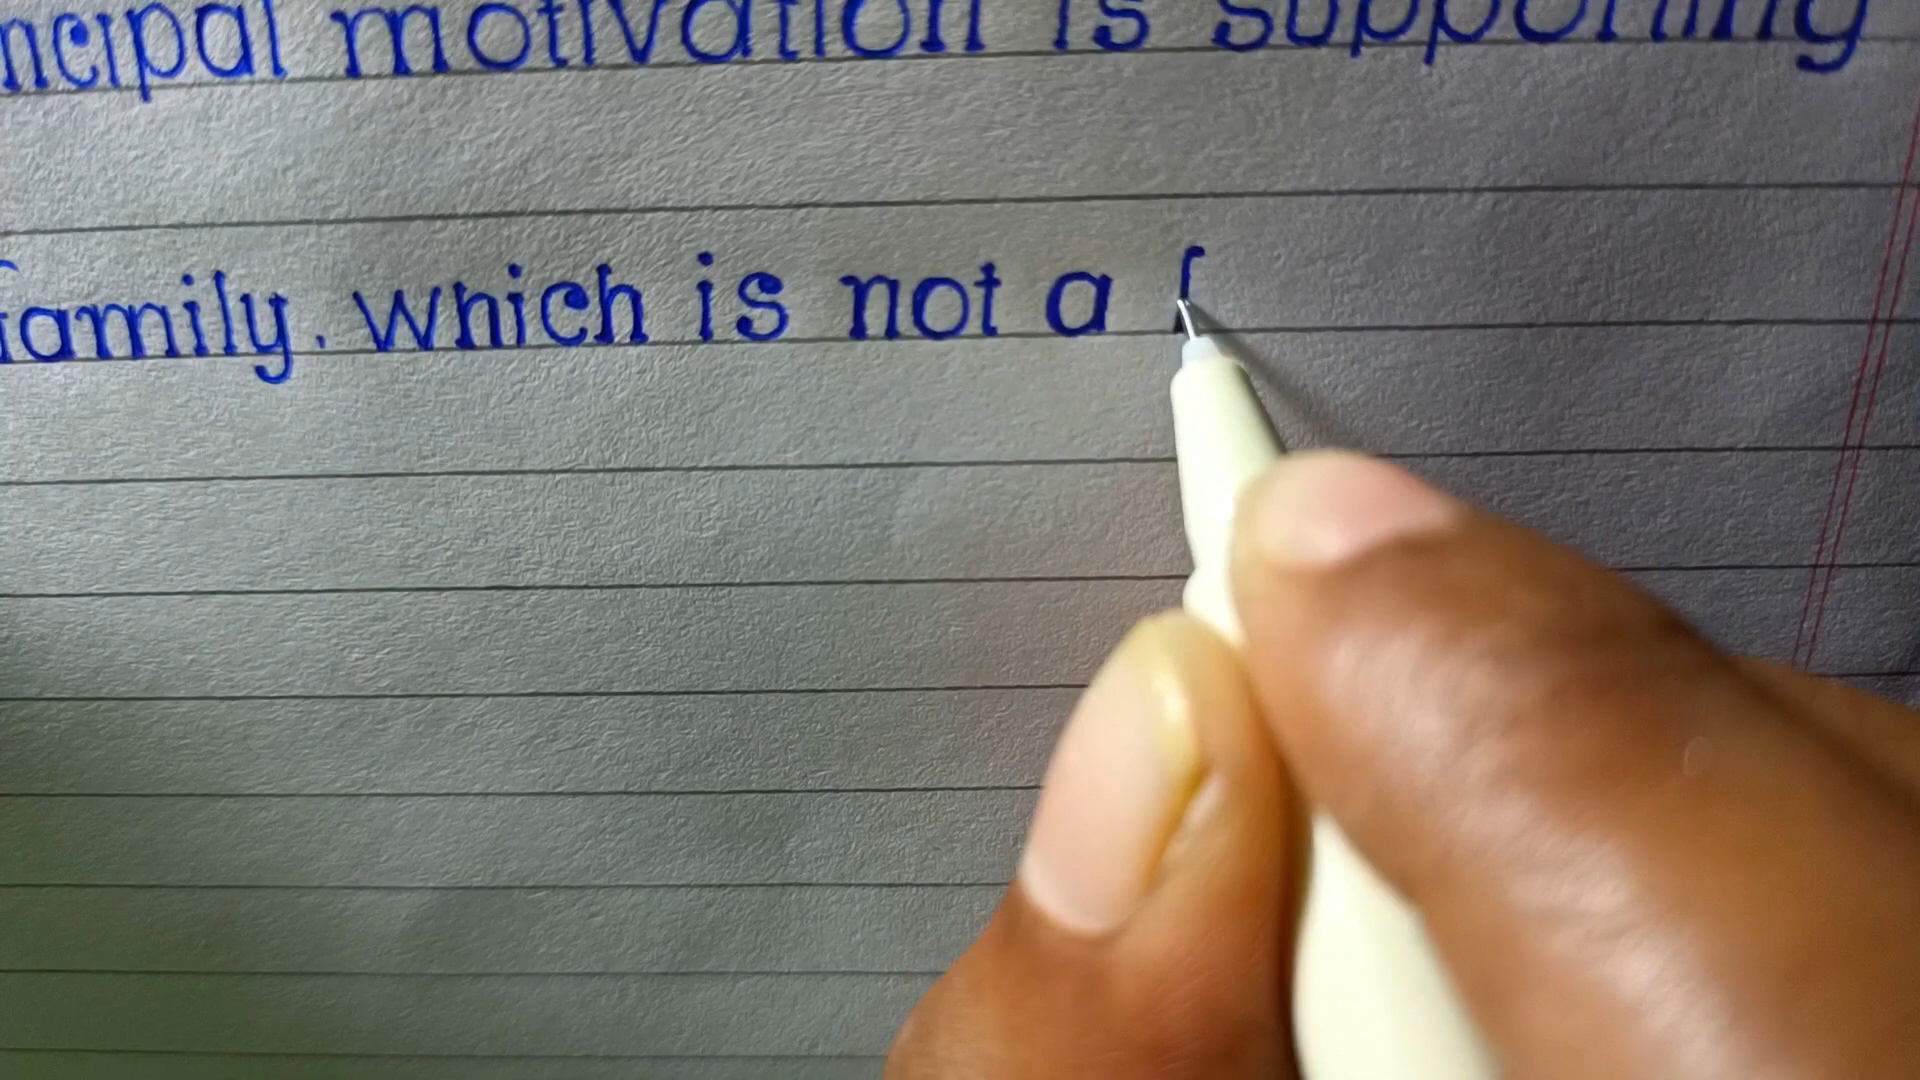 ncipal motivation is supporting
family. which is not a f